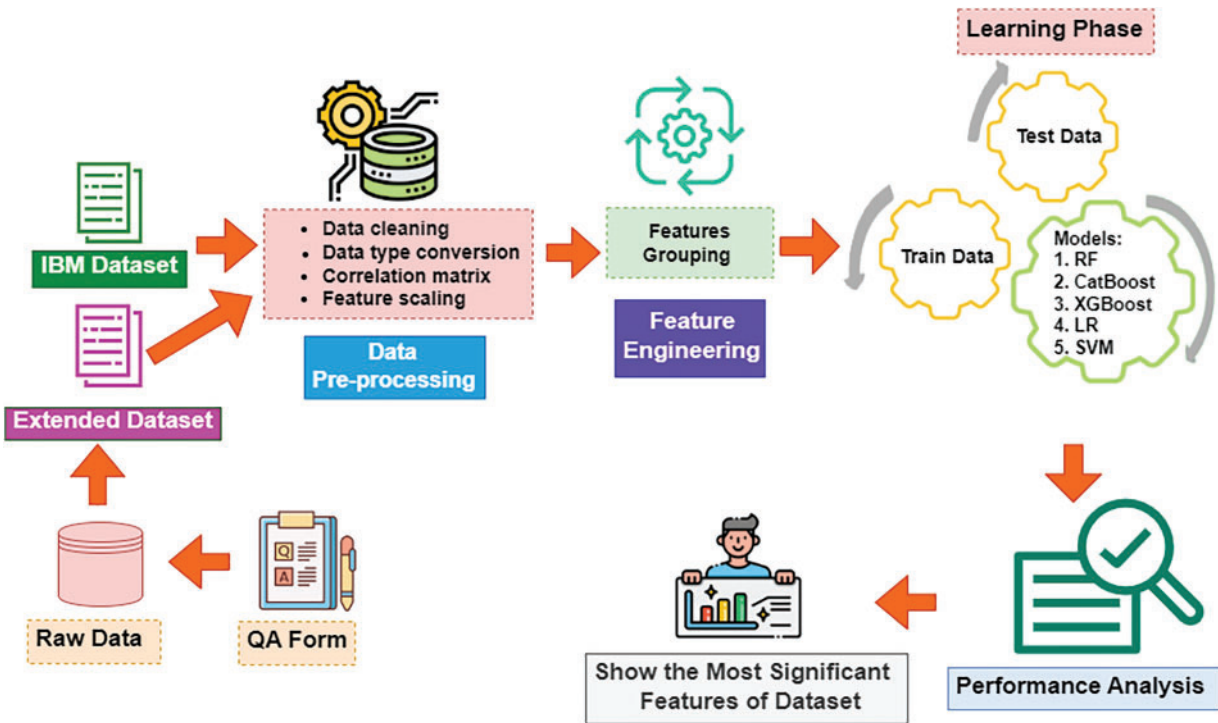 Learning Phase
Test Data
Train Data
Models:
1. RF
2. CatBoost
3. XGBoost
4. LR
5. SVM
IBM Dataset
• Data cleaning
• Data type conversion
• Correlation matrix
• Feature scaling
Data
Pre-processing
Features
Grouping
Feature
Engineering
Extended Dataset
Raw Data
Q
A
QA Form
Show the Most Significant
Features of Dataset
Performance Analysis